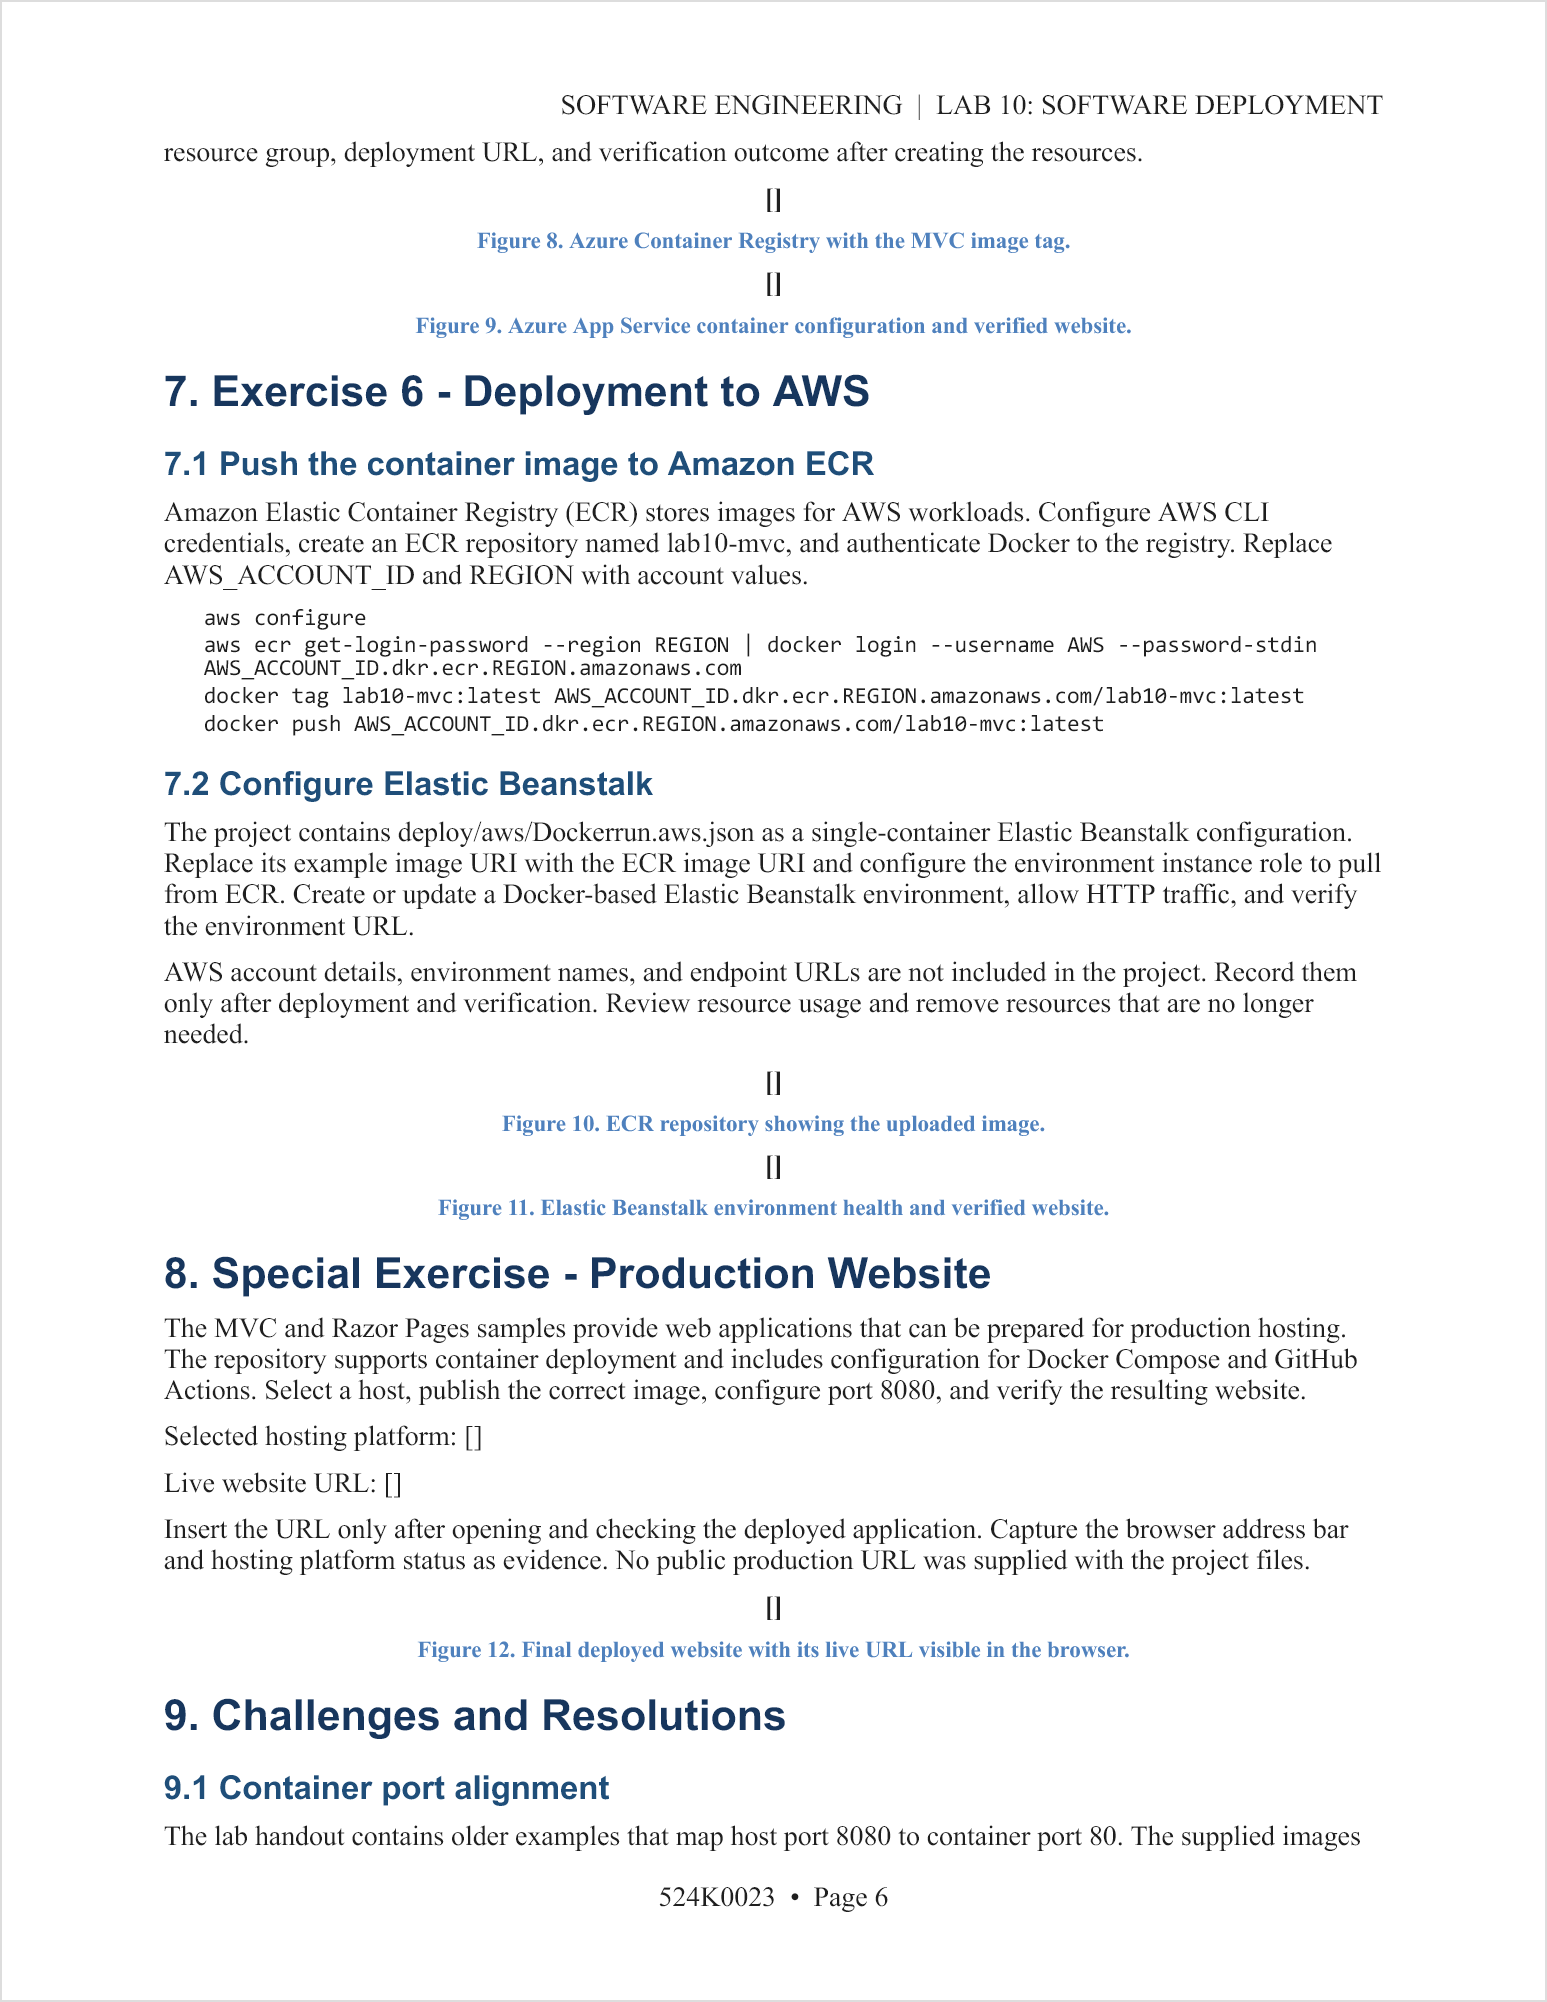 SOFTWARE ENGINEERING | LAB 10: SOFTWARE DEPLOYMENT
resource group, deployment URL, and verification outcome after creating the resources.
[]
Figure 8. Azure Container Registry with the MVC image tag.
[]
Figure 9. Azure App Service container configuration and verified website.
7. Exercise 6 - Deployment to AWS
7.1 Push the container image to Amazon ECR
Amazon Elastic Container Registry (ECR) stores images for AWS workloads. Configure AWS CLI
credentials, create an ECR repository named lab10-mvc, and authenticate Docker to the registry. Replace
AWS_ACCOUNT_ID and REGION with account values.
aws configure
aws ecr get-login-password --region REGION | docker login --username AWS --password-stdin
AWS_ACCOUNT_ID.dkr.ecr.REGION.amazonaws.com
docker tag lab10-mvc:latest AWS_ACCOUNT_ID.dkr.ecr.REGION.amazonaws.com/lab10-mvc:latest
docker push AWS_ACCOUNT_ID.dkr.ecr.REGION.amazonaws.com/lab10-mvc:latest
7.2 Configure Elastic Beanstalk
The project contains deploy/aws/Dockerrun.aws.json as a single-container Elastic Beanstalk configuration.
Replace its example image URI with the ECR image URI and configure the environment instance role to pull
from ECR. Create or update a Docker-based Elastic Beanstalk environment, allow HTTP traffic, and verify
the environment URL.
AWS account details, environment names, and endpoint URLs are not included in the project. Record them
only after deployment and verification. Review resource usage and remove resources that are no longer
needed.
[]
Figure 10. ECR repository showing the uploaded image.
[]
Figure 11. Elastic Beanstalk environment health and verified website.
8. Special Exercise - Production Website
The MVC and Razor Pages samples provide web applications that can be prepared for production hosting.
The repository supports container deployment and includes configuration for Docker Compose and GitHub
Actions. Select a host, publish the correct image, configure port 8080, and verify the resulting website.
Selected hosting platform: []
Live website URL: []
Insert the URL only after opening and checking the deployed application. Capture the browser address bar
and hosting platform status as evidence. No public production URL was supplied with the project files.
[]
Figure 12. Final deployed website with its live URL visible in the browser.
9. Challenges and Resolutions
9.1 Container port alignment
The lab handout contains older examples that map host port 8080 to container port 80. The supplied images
524K0023 • Page 6